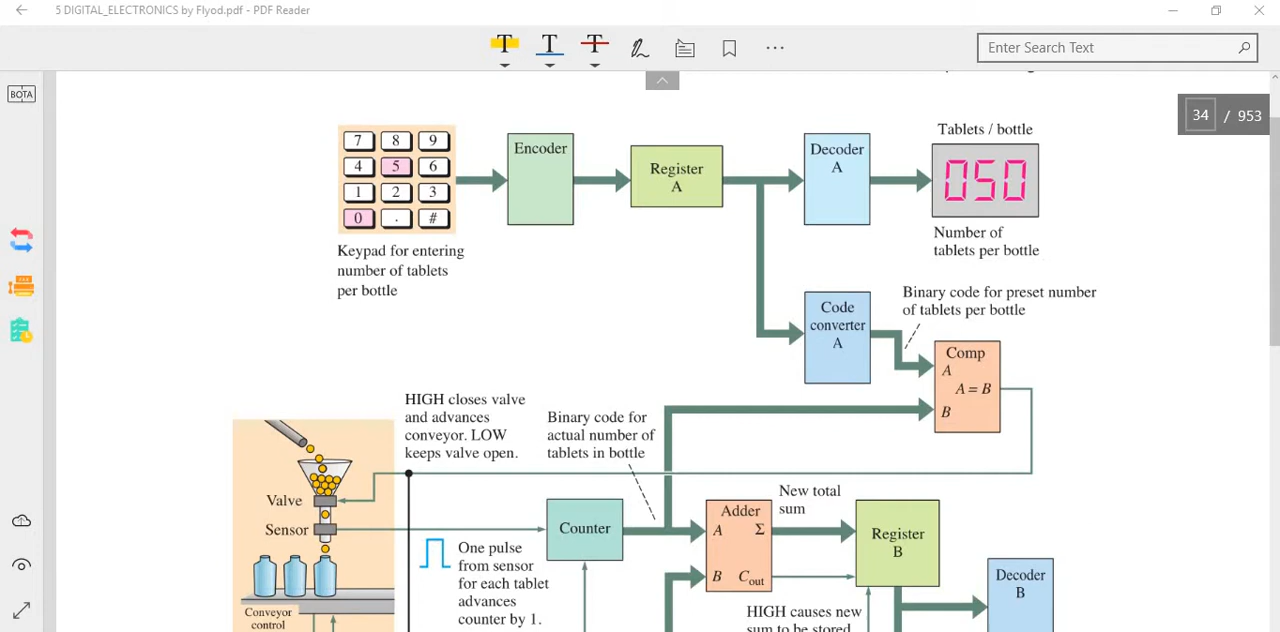 5 DIGITAL_ELECTRONICS by Flyod.pdf - PDF Reader
T T T
Enter Search Text
BOTA
34 / 953
7 8 9
4 5 6
1 2 3
0 . #
Keypad for entering
number of tablets
per bottle
Encoder
Register
A
Decoder
A
Tablets / bottle
050
Number of
tablets per bottle
Code
converter
A
Binary code for preset number
of tablets per bottle
Comp
A
A = B
B
HIGH closes valve
and advances
conveyor. LOW
keeps valve open.
Binary code for
actual number of
tablets in bottle
Valve
Sensor
Conveyor
control
One pulse
from sensor
for each tablet
advances
counter by 1.
Counter
Adder
A Σ
B Cout
New total
sum
Register
B
HIGH causes new
sum to be stored
Decoder
B